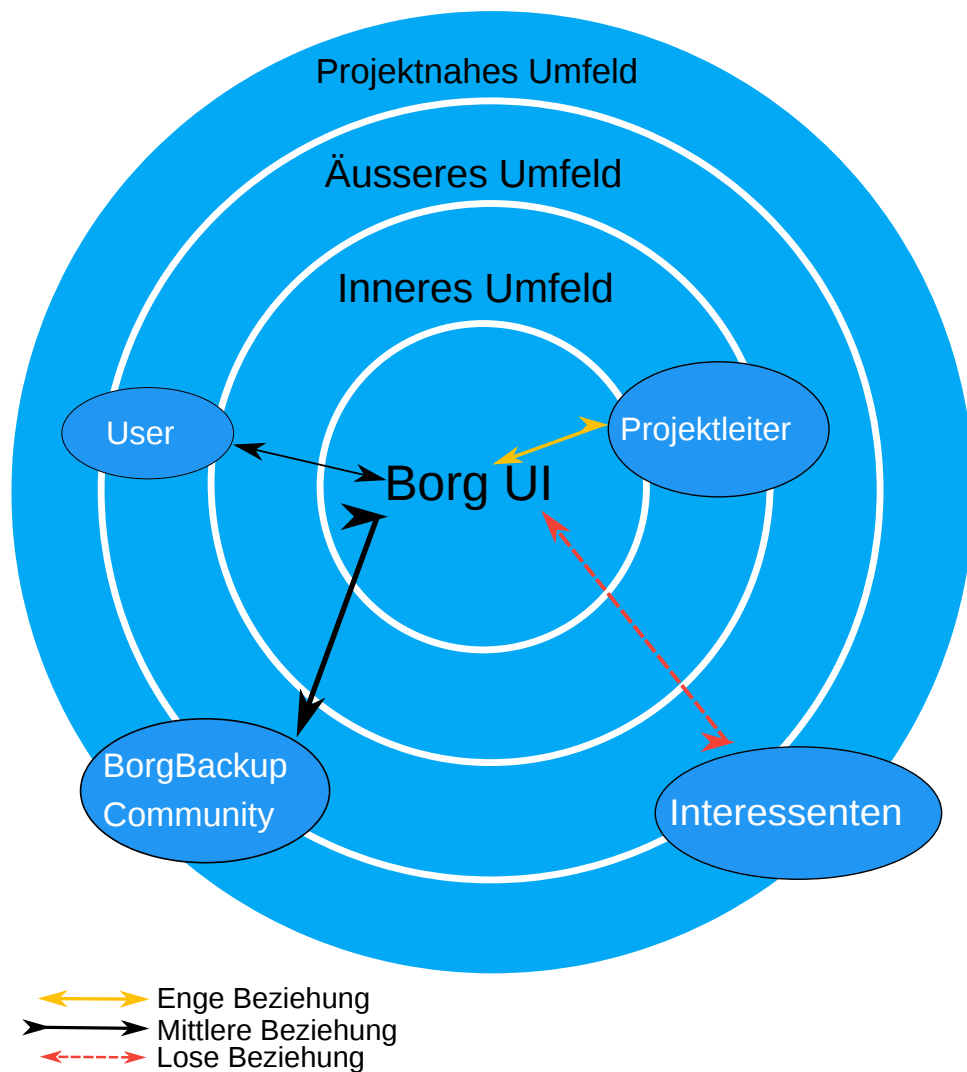 Projektnahes Umfeld
Äusseres Umfeld
Inneres Umfeld
User
Projektleiter
Borg UI
BorgBackup
Community
Interessenten
Enge Beziehung
Mittlere Beziehung
Lose Beziehung